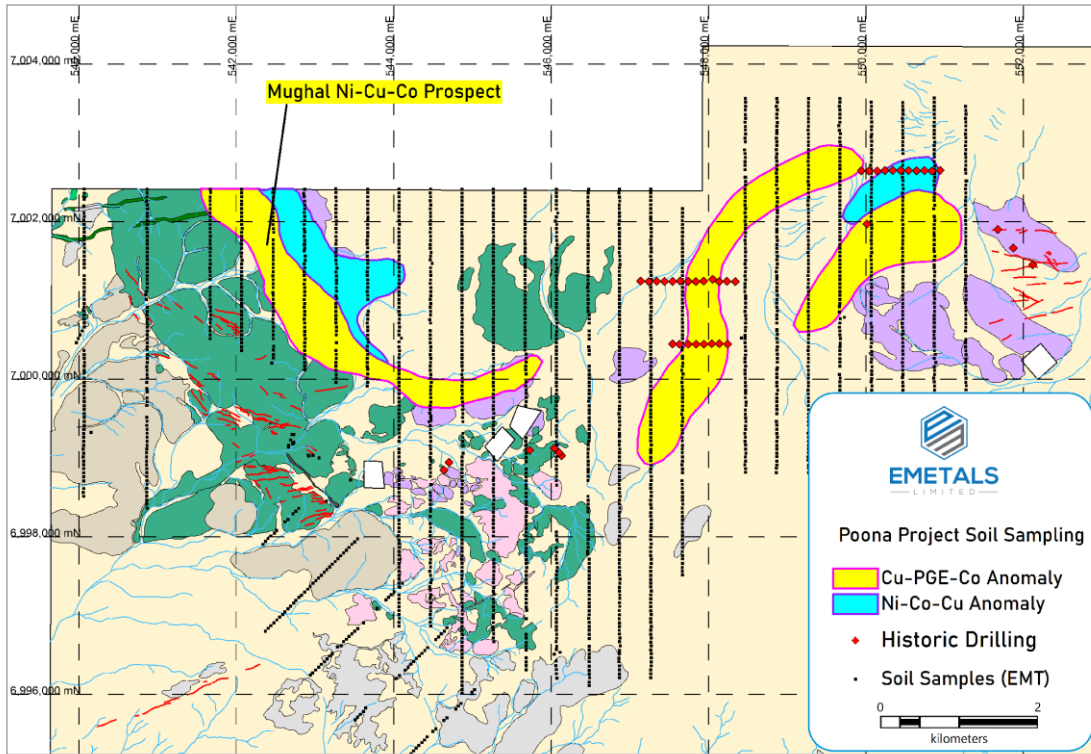 540,000 mE
542,000 mE
544,000 mE
546,000 mE
548,000 mE
550,000 mE
552,000 mE
7,004,000 mN
Mughal Ni-Cu-Co Prospect
7,002,000 mN
7,000,000 mN
6,998,000 mN
6,996,000 mN
EMETALS
LIMITED
Poona Project Soil Sampling
Cu-PGE-Co Anomaly
Ni-Co-Cu Anomaly
Historic Drilling
Soil Samples (EMT)
0 2
kilometers